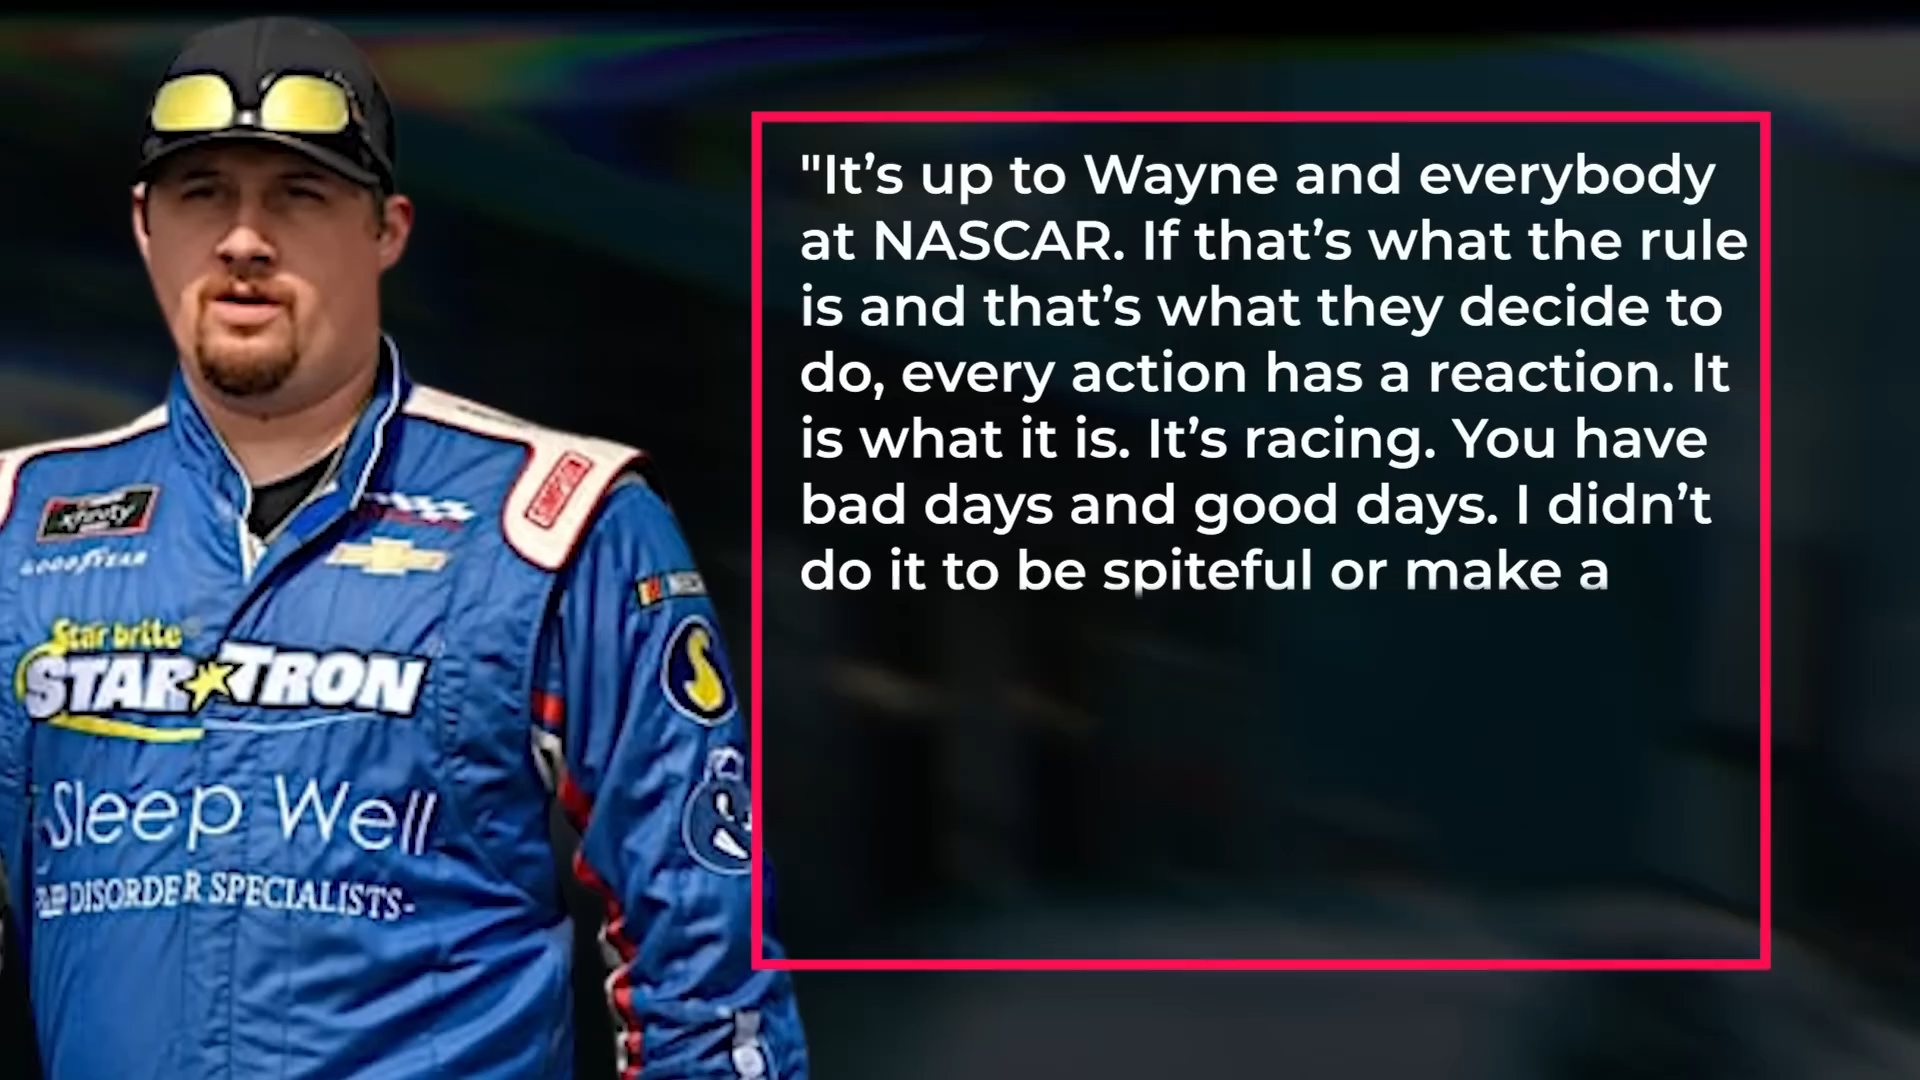 "It’s up to Wayne and everybody
at NASCAR. If that’s what the rule
is and that’s what they decide to
do, every action has a reaction. It
is what it is. It’s racing. You have
bad days and good days. I didn’t
do it to be spiteful or make a
SIMPSON
xfinity
GOODYEAR
Star brite
STAR TRON
Sleep Well
DISORDER SPECIALISTS-